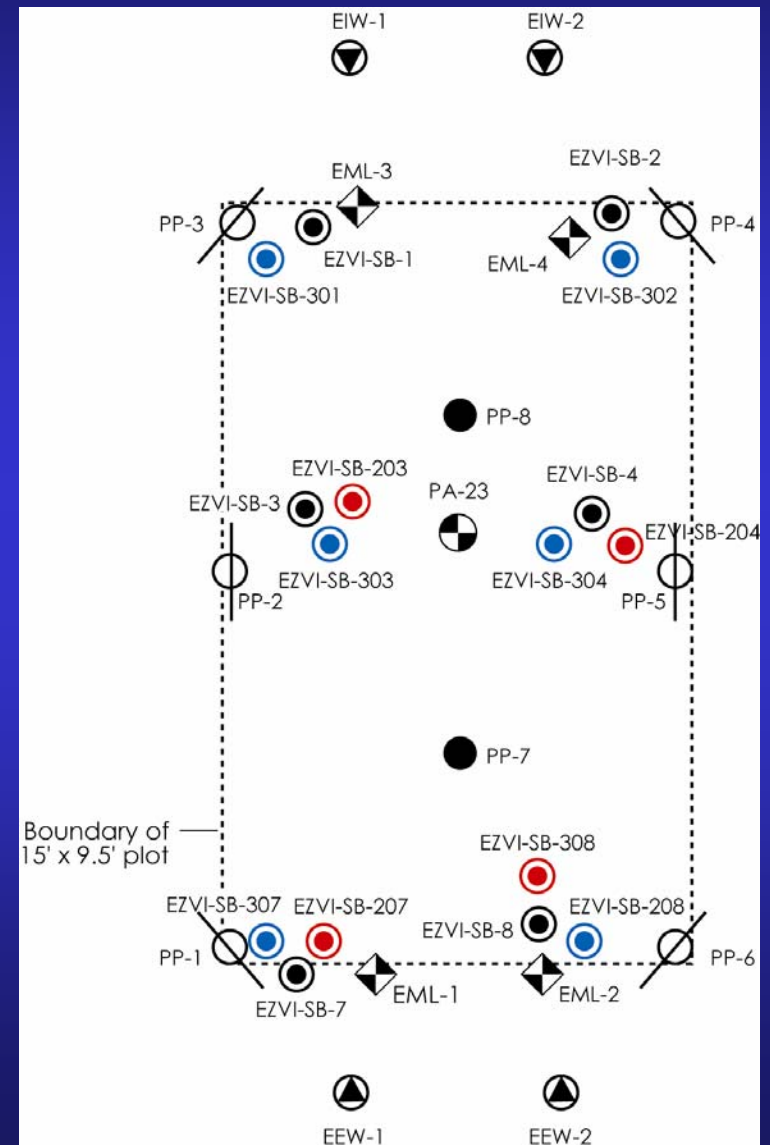 EIW-1
EIW-2
EZVI-SB-2
EML-3
PP-3
PP-4
EZVI-SB-1
EML-4
EZVI-SB-301
EZVI-SB-302
PP-8
EZVI-SB-203
EZVI-SB-4
PA-23
EZVI-SB-3
EZVI-SB-204
EZVI-SB-303
EZVI-SB-304
PP-2
PP-5
PP-7
Boundary of
15' x 9.5' plot
EZVI-SB-308
EZVI-SB-307
EZVI-SB-207
EZVI-SB-208
EZVI-SB-8
PP-1
PP-6
EML-1
EML-2
EZVI-SB-7
EEW-1
EEW-2